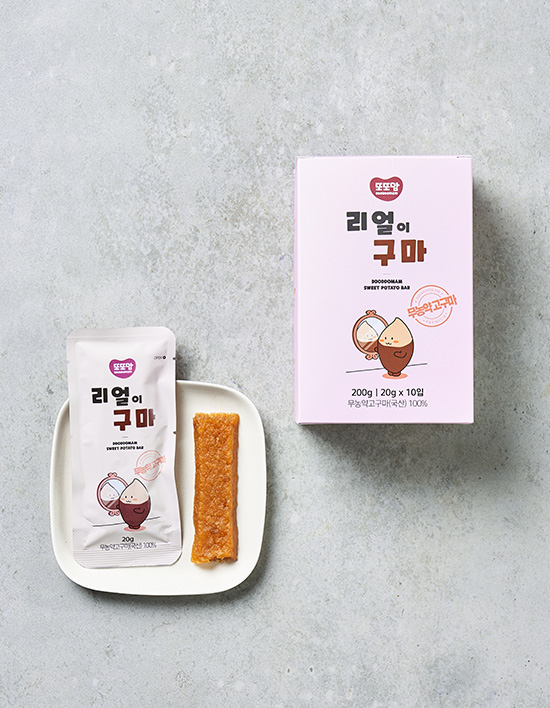 또또맘
리얼이
구마
DDODDOMAM
SWEET POTATO BAR
무농약고구마
200g | 20g x 10입
무농약고구마(국산) 100%
또또맘
리얼이
구마
DDODDOMAM
SWEET POTATO BAR
무농약고구마
20g
무농약고구마(국산) 100%